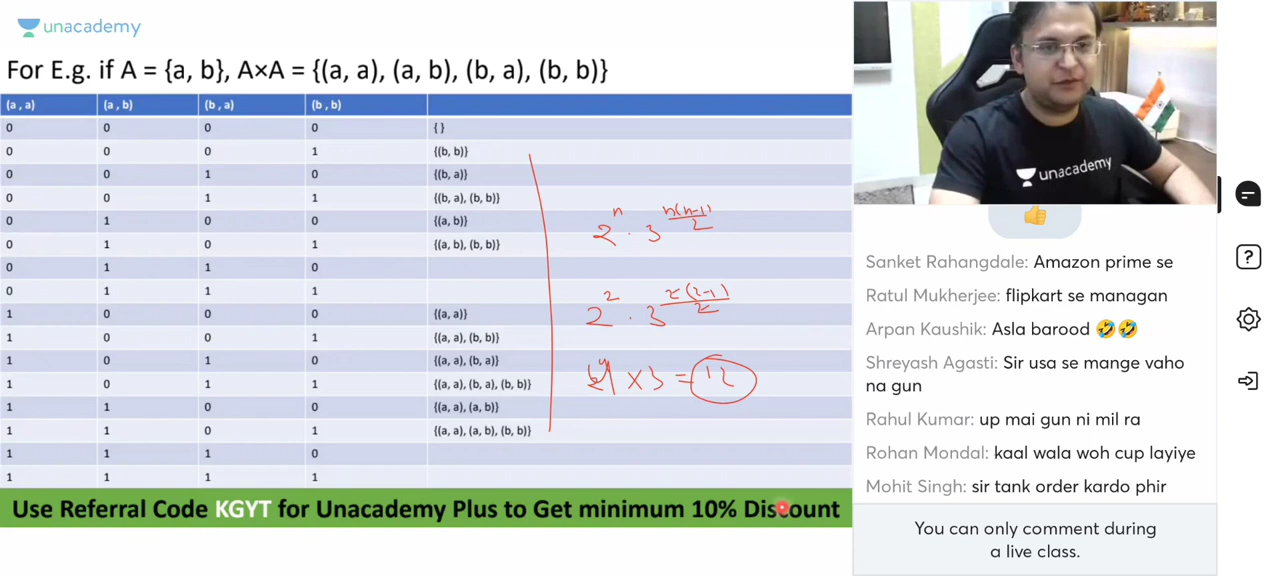 unacademy
For E.g. if A = {a, b}, A×A = {(a, a), (a, b), (b, a), (b, b)}
(a , a) (a , b) (b , a) (b , b)
0 0 0 0 { }
0 0 0 1 {(b, b)}
0 0 1 0 {(b, a)}
0 0 1 1 {(b, a), (b, b)}
0 1 0 0 {(a, b)}
0 1 0 1 {(a, b), (b, b)}
0 1 1 0
0 1 1 1
1 0 0 0 {(a, a)}
1 0 0 1 {(a, a), (b, b)}
1 0 1 0 {(a, a), (b, a)}
1 0 1 1 {(a, a), (b, a), (b, b)}
1 1 0 0 {(a, a), (a, b)}
1 1 0 1 {(a, a), (a, b), (b, b)}
1 1 1 0
1 1 1 1
2^n · 3^(n(n-1)/2)
2^2 · 3^(2(2-1)/2)
4 × 3 = 12
Use Referral Code KGYT for Unacademy Plus to Get minimum 10% Discount
unacademy
Sanket Rahangdale: Amazon prime se
Ratul Mukherjee: flipkart se managan
Arpan Kaushik: Asla barood 🤣🤣
Shreyash Agasti: Sir usa se mange vaho
na gun
Rahul Kumar: up mai gun ni mil ra
Rohan Mondal: kaal wala woh cup layiye
Mohit Singh: sir tank order kardo phir
You can only comment during
a live class.
?